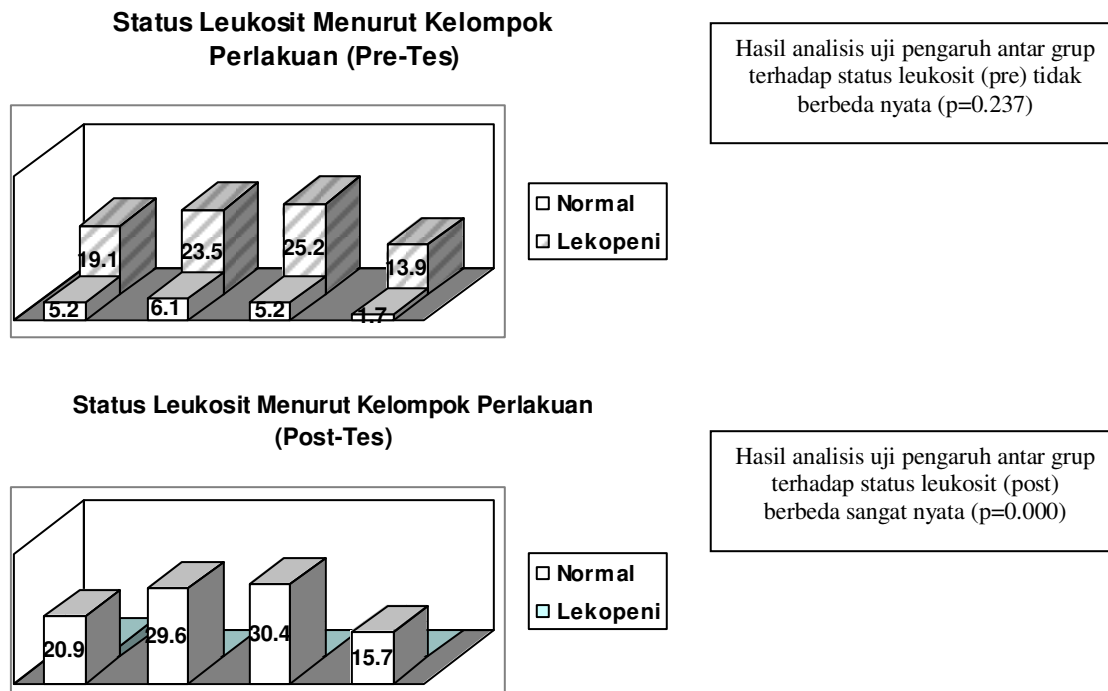 Status Leukosit Menurut Kelompok
Perlakuan (Pre-Tes)
Hasil analisis uji pengaruh antar grup
terhadap status leukosit (pre) tidak
berbeda nyata (p=0.237)
19.1
23.5
25.2
13.9
5.2
6.1
5.2
1.7
Normal
Lekopeni
Status Leukosit Menurut Kelompok Perlakuan
(Post-Tes)
Hasil analisis uji pengaruh antar grup
terhadap status leukosit (post)
berbeda sangat nyata (p=0.000)
20.9
29.6
30.4
15.7
Normal
Lekopeni